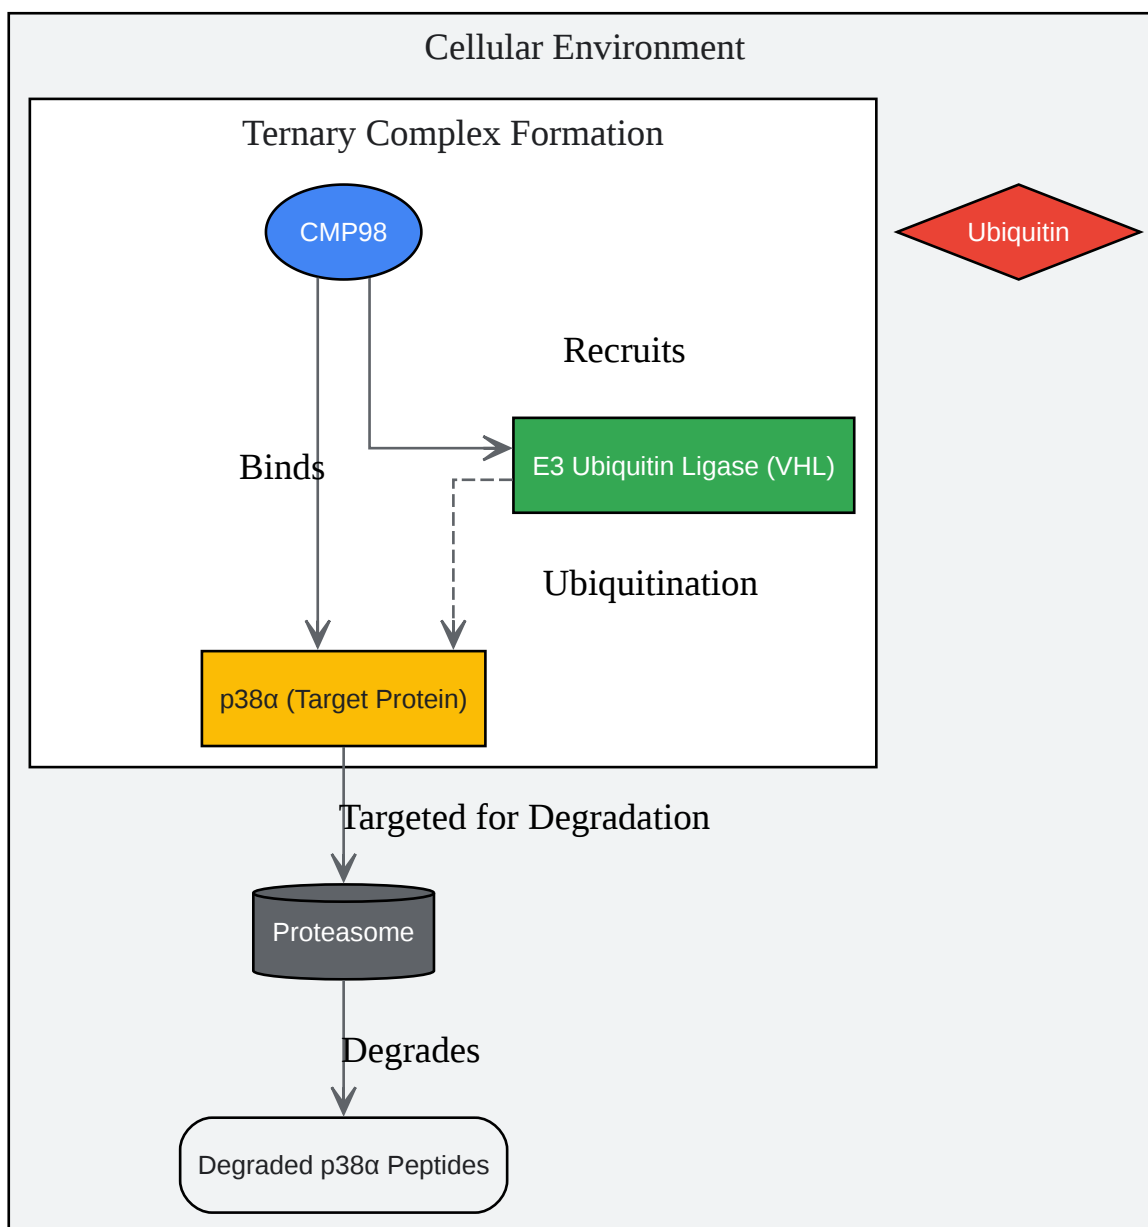 Cellular Environment
Ternary Complex Formation
CMP98
Ubiquitin
Recruits
Binds
E3 Ubiquitin Ligase (VHL)
Ubiquitination
p38α (Target Protein)
Targeted for Degradation
Proteasome
Degrades
Degraded p38α Peptides